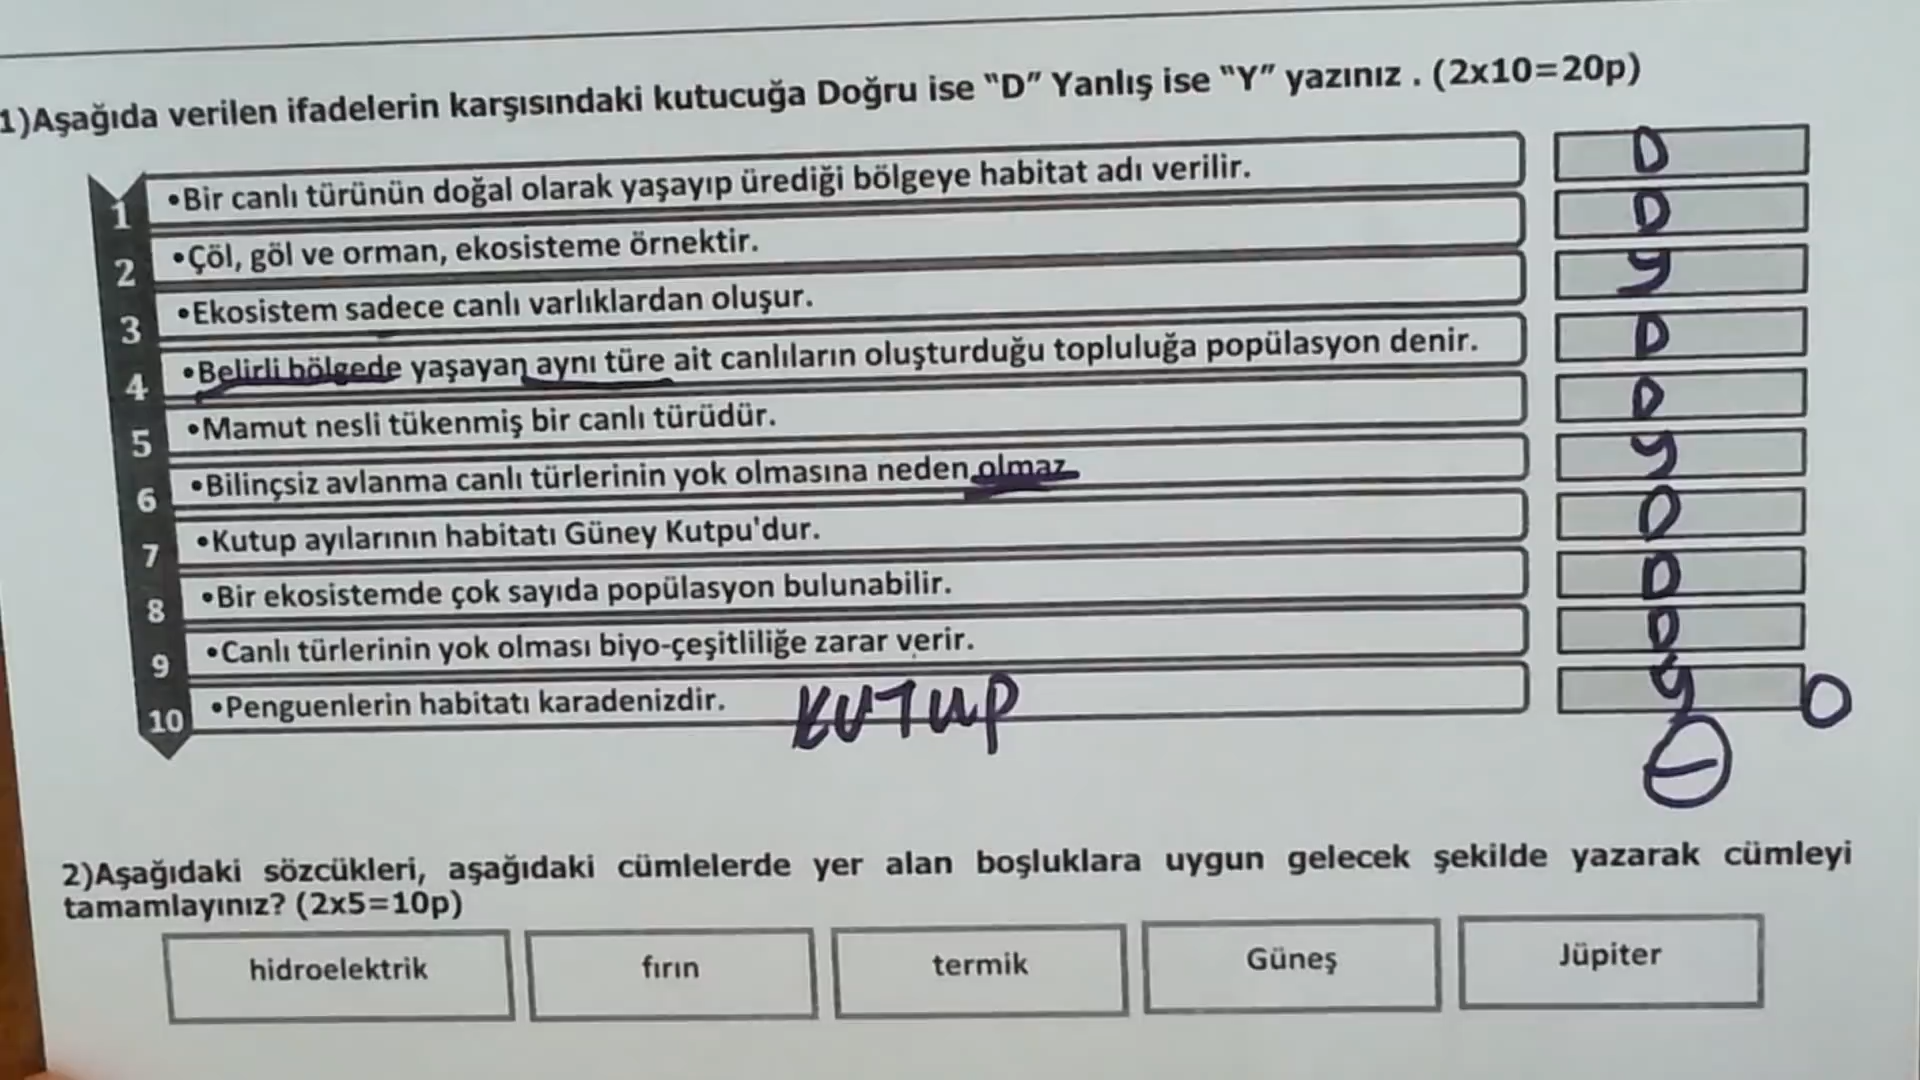 1)Aşağıda verilen ifadelerin karşısındaki kutucuğa Doğru ise “D” Yanlış ise “Y” yazınız . (2x10=20p)
1 •Bir canlı türünün doğal olarak yaşayıp ürediği bölgeye habitat adı verilir. D
2 •Çöl, göl ve orman, ekosisteme örnektir. D
3 •Ekosistem sadece canlı varlıklardan oluşur. y
4 •Belirli bölgede yaşayan aynı türe ait canlıların oluşturduğu topluluğa popülasyon denir. D
5 •Mamut nesli tükenmiş bir canlı türüdür. D
6 •Bilinçsiz avlanma canlı türlerinin yok olmasına neden olmaz y
7 •Kutup ayılarının habitatı Güney Kutpu'dur. D
8 •Bir ekosistemde çok sayıda popülasyon bulunabilir. D
9 •Canlı türlerinin yok olması biyo-çeşitliliğe zarar verir. D
10 •Penguenlerin habitatı karadenizdir. KUTUP y
2)Aşağıdaki sözcükleri, aşağıdaki cümlelerde yer alan boşluklara uygun gelecek şekilde yazarak cümleyi
tamamlayınız? (2x5=10p)
hidroelektrik fırın termik Güneş Jüpiter